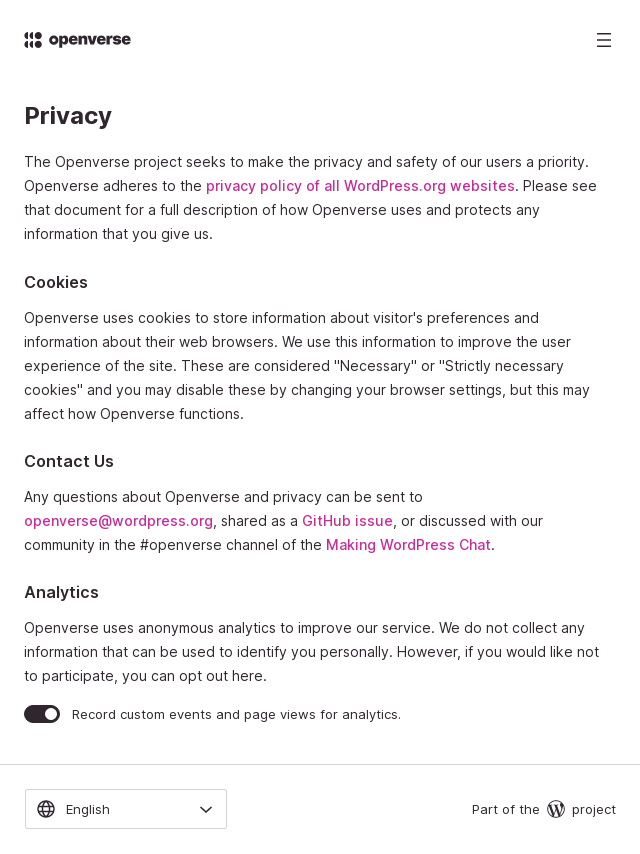 openverse
Privacy
The Openverse project seeks to make the privacy and safety of our users a priority.
Openverse adheres to the privacy policy of all WordPress.org websites. Please see
that document for a full description of how Openverse uses and protects any
information that you give us.
Cookies
Openverse uses cookies to store information about visitor's preferences and
information about their web browsers. We use this information to improve the user
experience of the site. These are considered "Necessary" or "Strictly necessary
cookies" and you may disable these by changing your browser settings, but this may
affect how Openverse functions.
Contact Us
Any questions about Openverse and privacy can be sent to
openverse@wordpress.org, shared as a GitHub issue, or discussed with our
community in the #openverse channel of the Making WordPress Chat.
Analytics
Openverse uses anonymous analytics to improve our service. We do not collect any
information that can be used to identify you personally. However, if you would like not
to participate, you can opt out here.
Record custom events and page views for analytics.
English
Part of the project